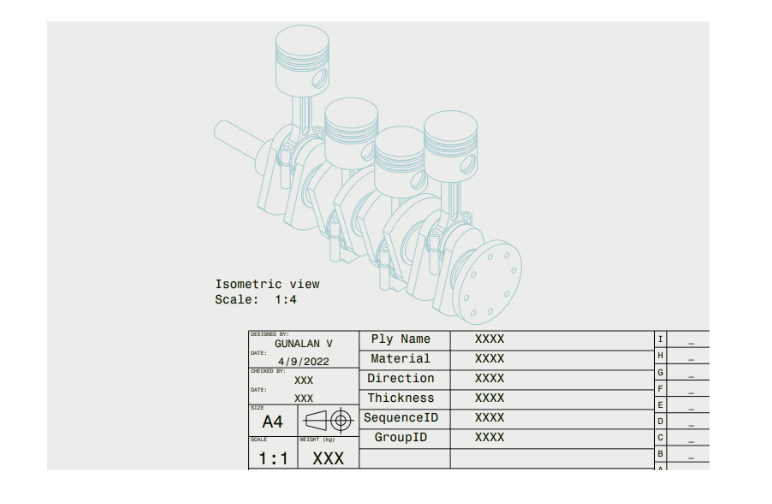 Isometric view
Scale: 1:4
DESIGNED BY:
GUNALAN V
DATE:
4/9/2022
CHECKED BY:
XXX
DATE:
XXX
SIZE
A4
SCALE
1:1
WEIGHT (kg)
XXX
Ply Name XXXX
Material XXXX
Direction XXXX
Thickness XXXX
SequenceID XXXX
GroupID XXXX
I _
H _
G _
F _
E _
D _
C _
B _
A